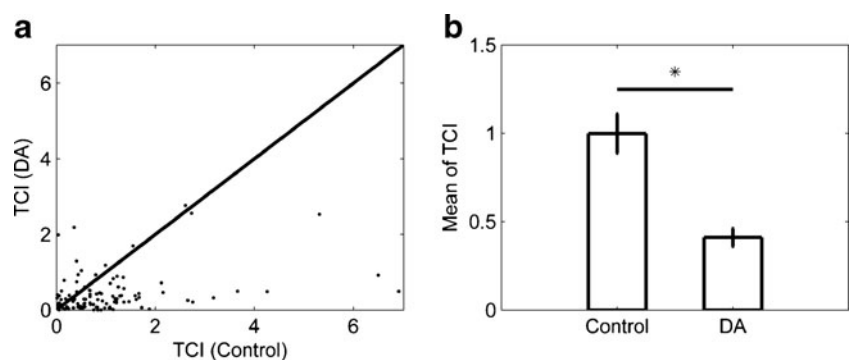 a
6
4
2
0
TCI (DA)
0
2
4
6
TCI (Control)
b
1.5
1
0.5
0
Mean of TCI
*
Control
DA